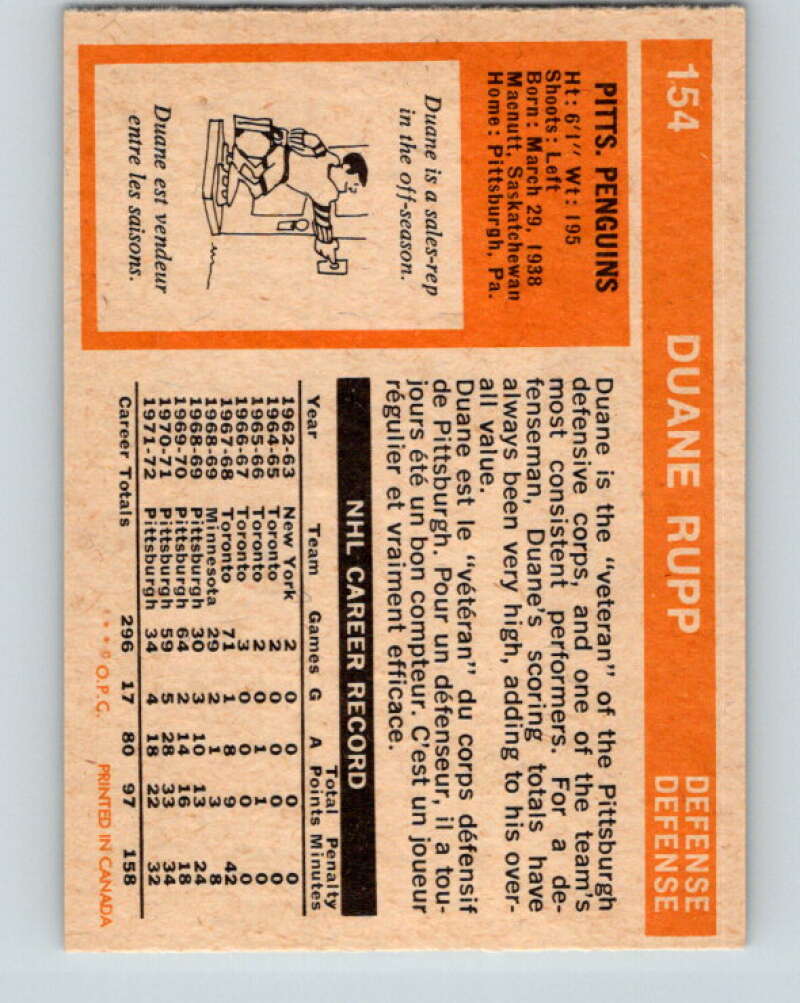 154 DUANE RUPP DEFENSE
DEFENSE
PITTS. PENGUINS
Ht: 6'1" Wt: 195
Shoots: Left
Born: March 29, 1938
Macnutt, Saskatchewan
Home: Pittsburgh, Pa.
Duane is a sales-rep
in the off-season.
Duane est vendeur
entre les saisons.
Duane is the "veteran" of the Pittsburgh
defensive corps, and one of the team's
most consistent performers. For a de-
fenseman, Duane's scoring totals have
always been very high, adding to his over-
all value.
Duane est le "vétéran" du corps défensif
de Pittsburgh. Pour un défenseur, il a tou-
jours été un bon compteur. C'est un joueur
régulier et vraiment efficace.
NHL CAREER RECORD
Total Penalty
Year Team Games G A Points Minutes
1962-63 New York 2 0 0 0 0
1964-65 Toronto 2 0 0 0 0
1965-66 Toronto 2 0 1 1 0
1966-67 Toronto 3 0 0 0 0
1967-68 Toronto 71 1 8 9 42
1968-69 Minnesota 29 2 1 3 8
1968-69 Pittsburgh 30 3 10 13 24
1969-70 Pittsburgh 64 2 14 16 18
1970-71 Pittsburgh 59 5 28 33 34
1971-72 Pittsburgh 34 4 18 22 32
Career Totals 296 17 80 97 158
* * © O.P.C. PRINTED IN CANADA